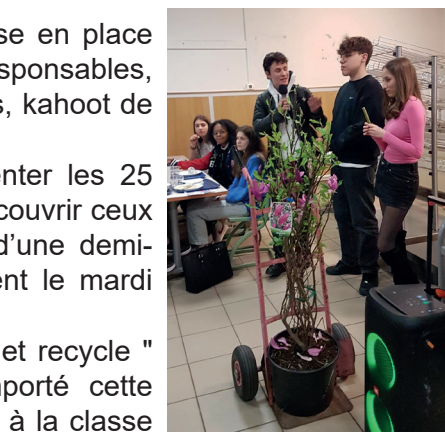 se en place
sponsables,
s, kahoot de
nter les 25
couvrir ceux
d’une demi-
nt le mardi
et recycle "
porté cette
à la classe